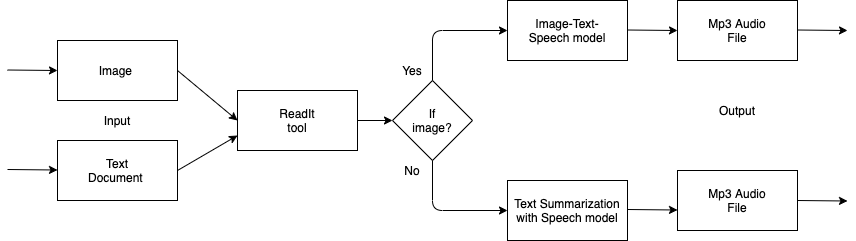 Image
Input
Text
Document
ReadIt
tool
If
image?
Yes
No
Image-Text-
Speech model
Mp3 Audio
File
Output
Text Summarization
with Speech model
Mp3 Audio
File